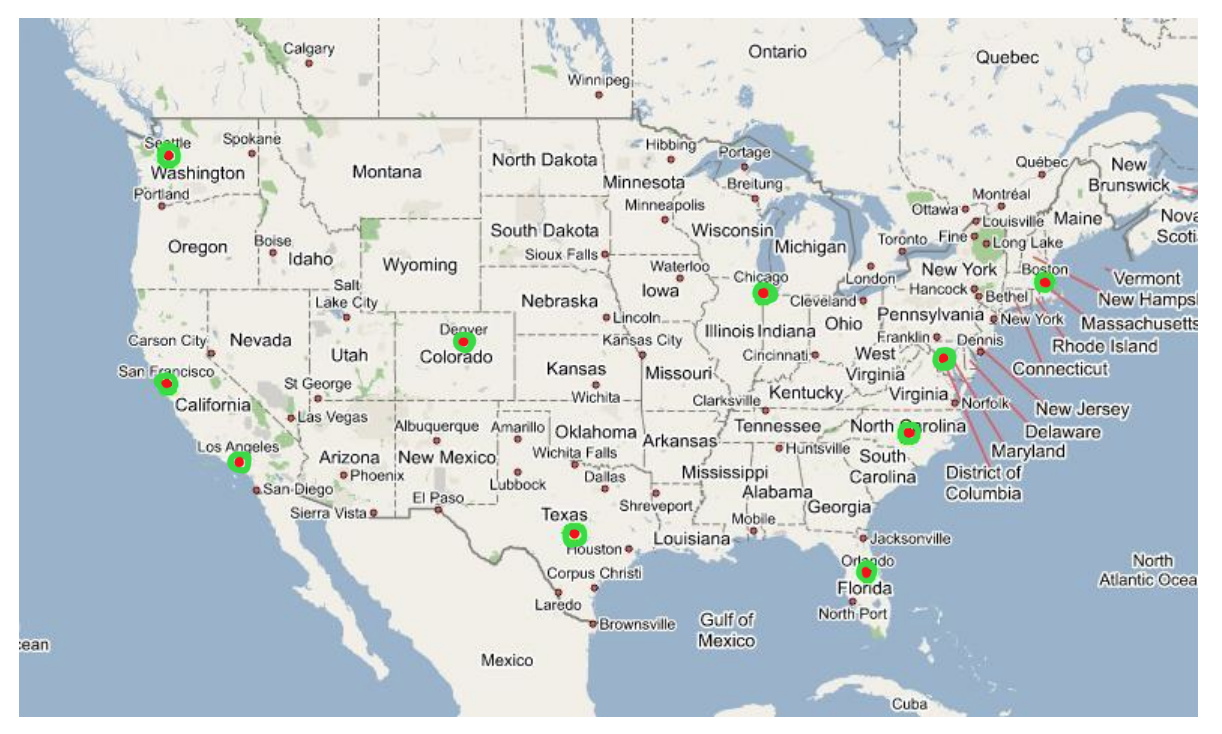 Calgary
Ontario
Quebec
Winnipeg
Seattle
Spokane
Hibbing
Portage
Québec
New
Brunswick
Washington
Montana
North Dakota
Minnesota
Breitung
Montréal
Portland
Minneapolis
Ottawa
Louisville
Maine
Nova
Scoti
Oregon
Boise
Idaho
South Dakota
Wisconsin
Michigan
Toronto
Fine
Long Lake
Wyoming
Sioux Falls
Waterloo
London
New York
Boston
Vermont
Salt
Lake City
Nebraska
Iowa
Chicago
Cleveland
Hancock
Bethel
New Hampsl
Nevada
Denver
Lincoln
Illinois
Indiana
Ohio
Pennsylvania
New York
Massachusetts
Carson City
Utah
Colorado
Kansas City
Cincinnati
West
Virginia
Franklin
Dennis
Rhode Island
San Francisco
St George
Kansas
Missouri
Connecticut
California
Las Vegas
Wichita
Clarksville
Kentucky
Virginia
Norfolk
New Jersey
Albuquerque
Amarillo
Oklahoma
Arkansas
Tennessee
North Carolina
Delaware
Los Angeles
Arizona
New Mexico
Wichita Falls
Huntsville
South
Carolina
Maryland
Phoenix
Lubbock
Dallas
Mississippi
District of
Columbia
San Diego
El Paso
Shreveport
Alabama
Georgia
Sierra Vista
Texas
Mobile
Houston
Louisiana
Jacksonville
Corpus Christi
Orlando
North
Atlantic Ocea
Laredo
Florida
Brownsville
Gulf of
Mexico
North Port
cean
Mexico
Cuba